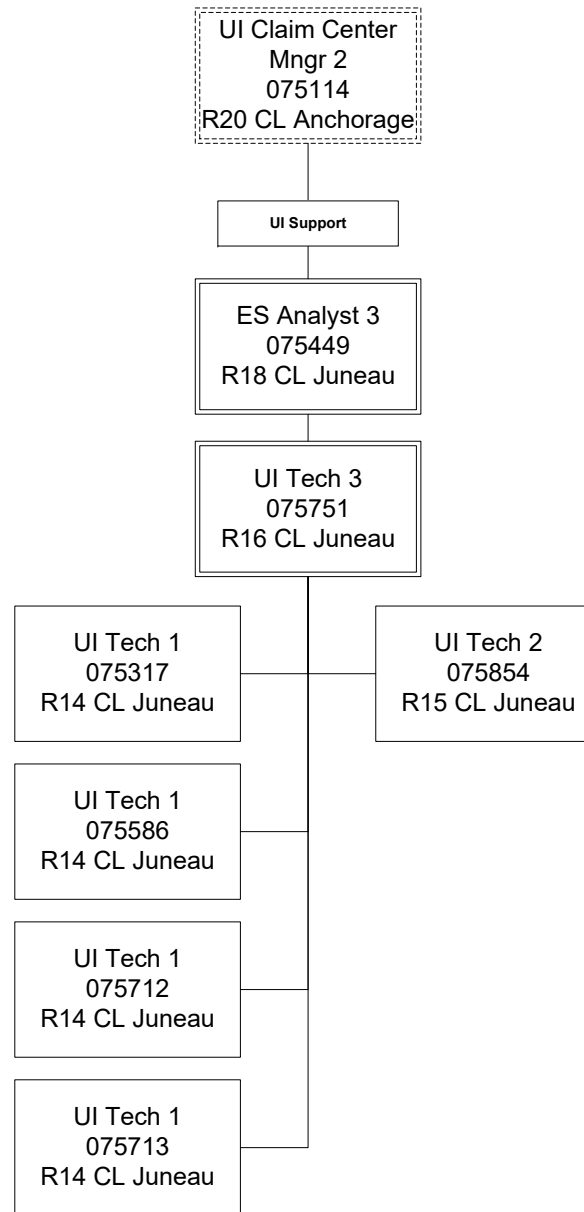 UI Claim Center
Mngr 2
075114
R20 CL Anchorage
UI Support
ES Analyst 3
075449
R18 CL Juneau
UI Tech 3
075751
R16 CL Juneau
UI Tech 1
075317
R14 CL Juneau
UI Tech 2
075854
R15 CL Juneau
UI Tech 1
075586
R14 CL Juneau
UI Tech 1
075712
R14 CL Juneau
UI Tech 1
075713
R14 CL Juneau